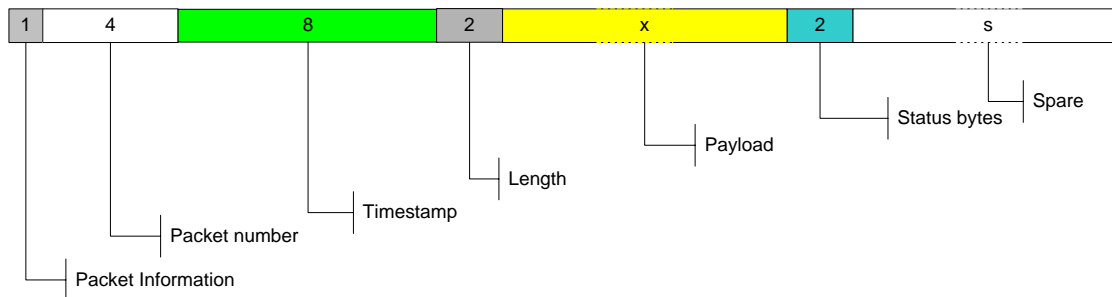 1 4 8 2 x 2 s
Spare
Status bytes
Payload
Length
Timestamp
Packet number
Packet Information